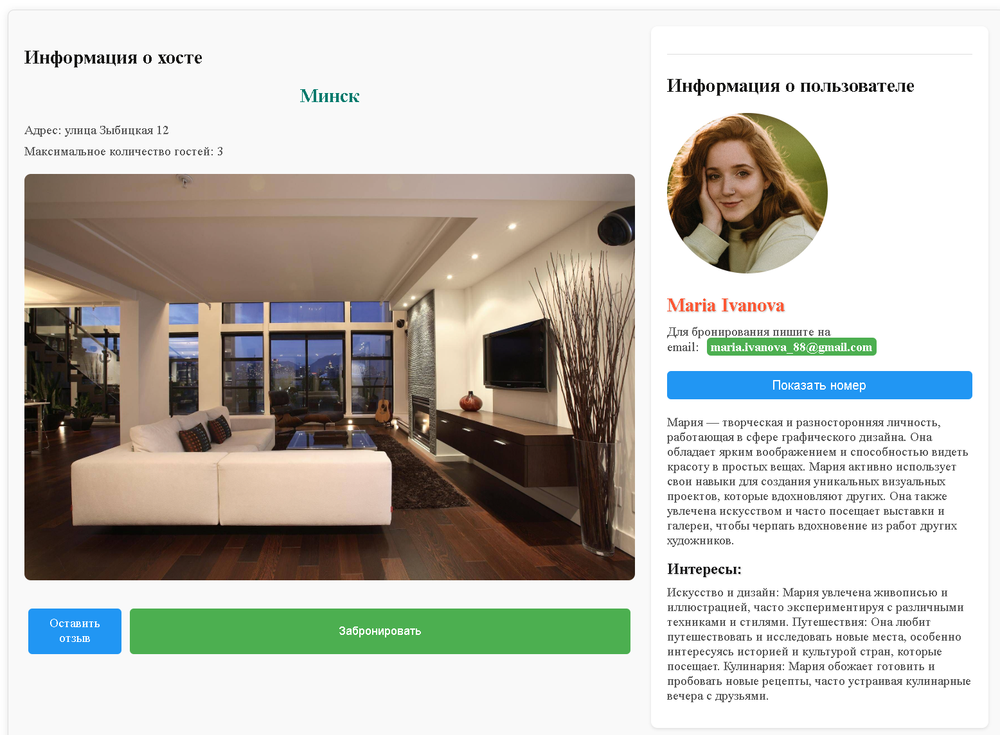 Информация о хосте
Минск
Адрес: улица Зыбицкая 12
Максимальное количество гостей: 3
Оставить
отзыв
Забронировать
Информация о пользователе
Maria Ivanova
Для бронирования пишите на
email: maria.ivanova_88@gmail.com
Показать номер
Мария — творческая и разносторонняя личность,
работающая в сфере графического дизайна. Она
обладает ярким воображением и способностью видеть
красоту в простых вещах. Мария активно использует
свои навыки для создания уникальных визуальных
проектов, которые вдохновляют других. Она также
увлечена искусством и часто посещает выставки и
галереи, чтобы черпать вдохновение из работ других
художников.
Интересы:
Искусство и дизайн: Мария увлечена живописью и
иллюстрацией, часто экспериментируя с различными
техниками и стилями. Путешествия: Она любит
путешествовать и исследовать новые места, особенно
интересуясь историей и культурой стран, которые
посещает. Кулинария: Мария обожает готовить и
пробовать новые рецепты, часто устраивая кулинарные
вечера с друзьями.